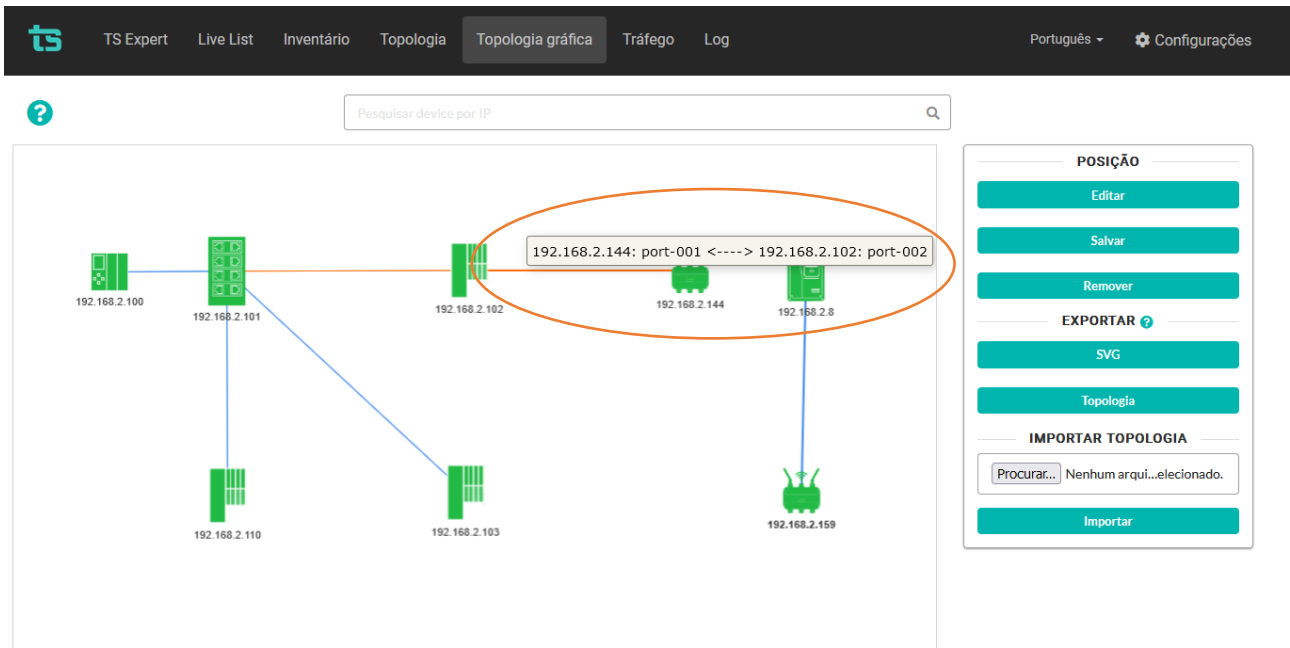 ts TS Expert Live List Inventário Topologia Topologia gráfica Tráfego Log Português Configurações
?
Pesquisar device por IP
POSIÇÃO
Editar
Salvar
Remover
EXPORTAR ?
SVG
Topologia
IMPORTAR TOPOLOGIA
Procurar... Nenhum arqui...elecionado.
Importar
192.168.2.144: port-001 <----> 192.168.2.102: port-002
192.168.2.100
192.168.2.101
192.168.2.102
192.168.2.144
192.168.2.8
192.168.2.110
192.168.2.103
192.168.2.159